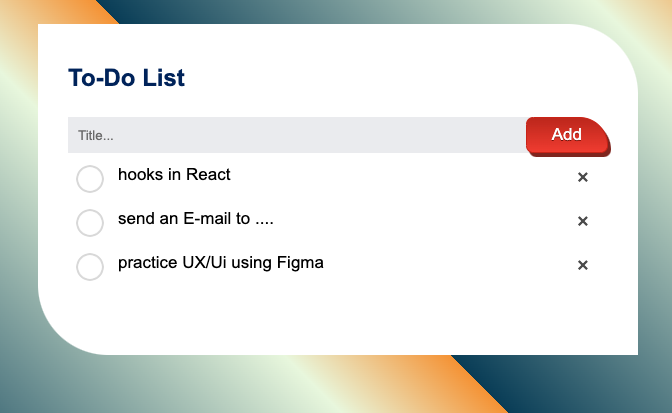 To-Do List
Title...
Add
hooks in React
×
send an E-mail to ....
×
practice UX/Ui using Figma
×